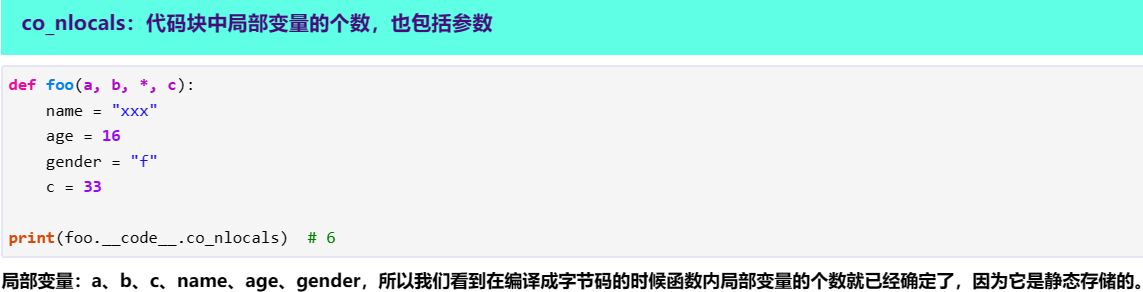 co_nlocals：代码块中局部变量的个数，也包括参数
def foo(a, b, *, c):
    name = "xxx"
    age = 16
    gender = "f"
    c = 33
print(foo.__code__.co_nlocals)  # 6
局部变量：a、b、c、name、age、gender，所以我们看到在编译成字节码的时候函数内局部变量的个数就已经确定了，因为它是静态存储的。